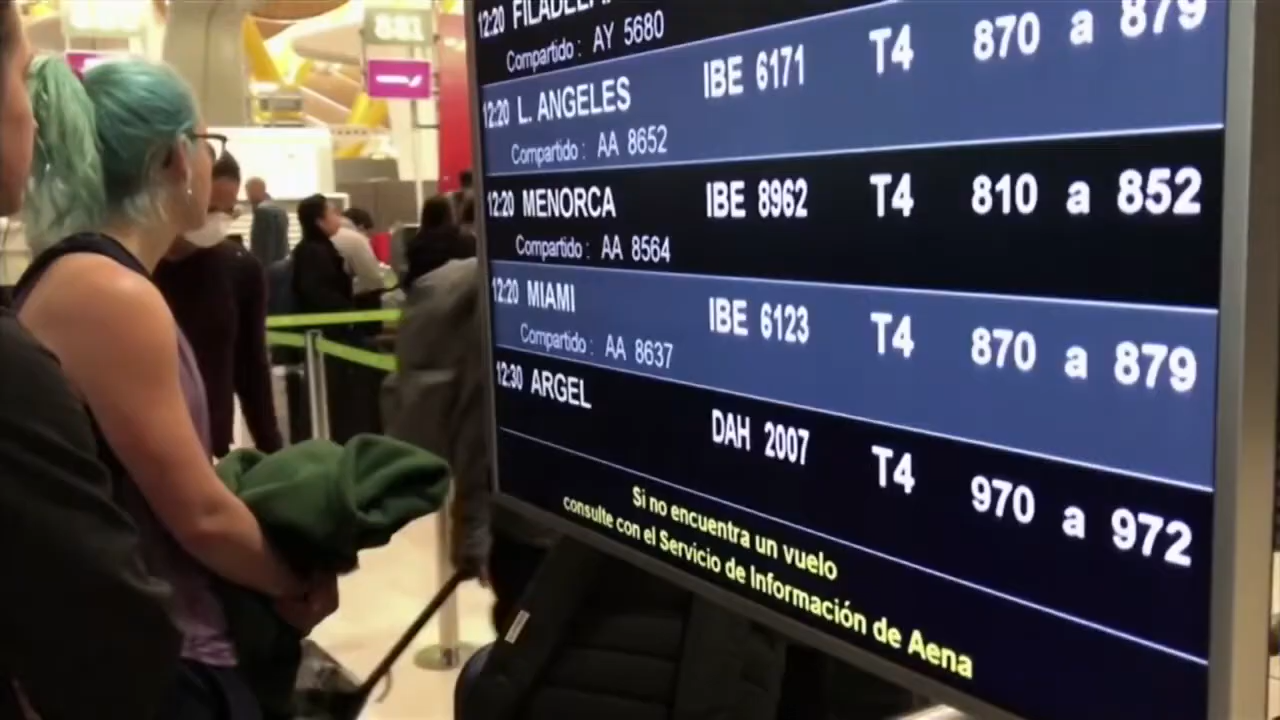 881
12:20 FILADELFIA
Compartido : AY 5680
12:20 L. ANGELES IBE 6171 T4 870 a 879
Compartido : AA 8652
12:20 MENORCA IBE 8962 T4 810 a 852
Compartido : AA 8564
12:20 MIAMI IBE 6123 T4 870 a 879
Compartido : AA 8637
12:30 ARGEL DAH 2007 T4 970 a 972
Si no encuentra un vuelo
consulte con el Servicio de Información de Aena